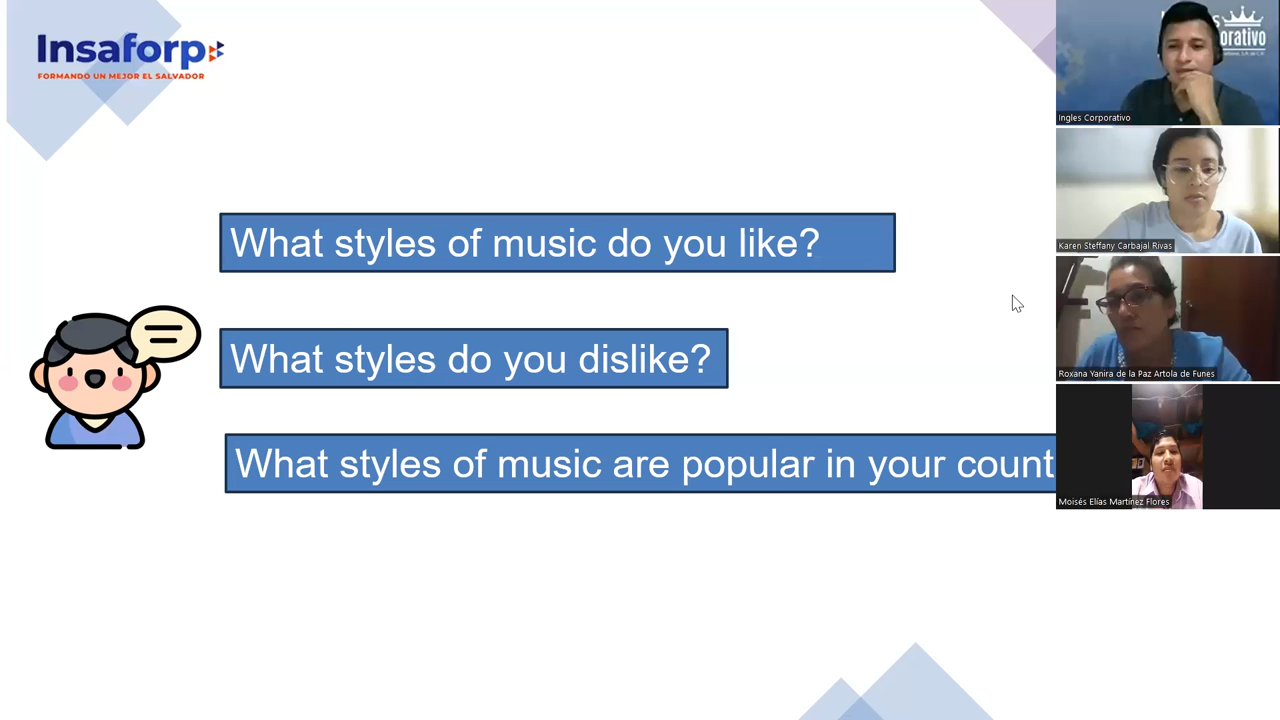 Insaforp
FORMANDO UN MEJOR EL SALVADOR
What styles of music do you like?
What styles do you dislike?
What styles of music are popular in your count
orativo
Ingles Corporativo
Karen Steffany Carbajal Rivas
Roxana Yanira de la Paz Artola de Funes
Moisés Elías Martínez Flores